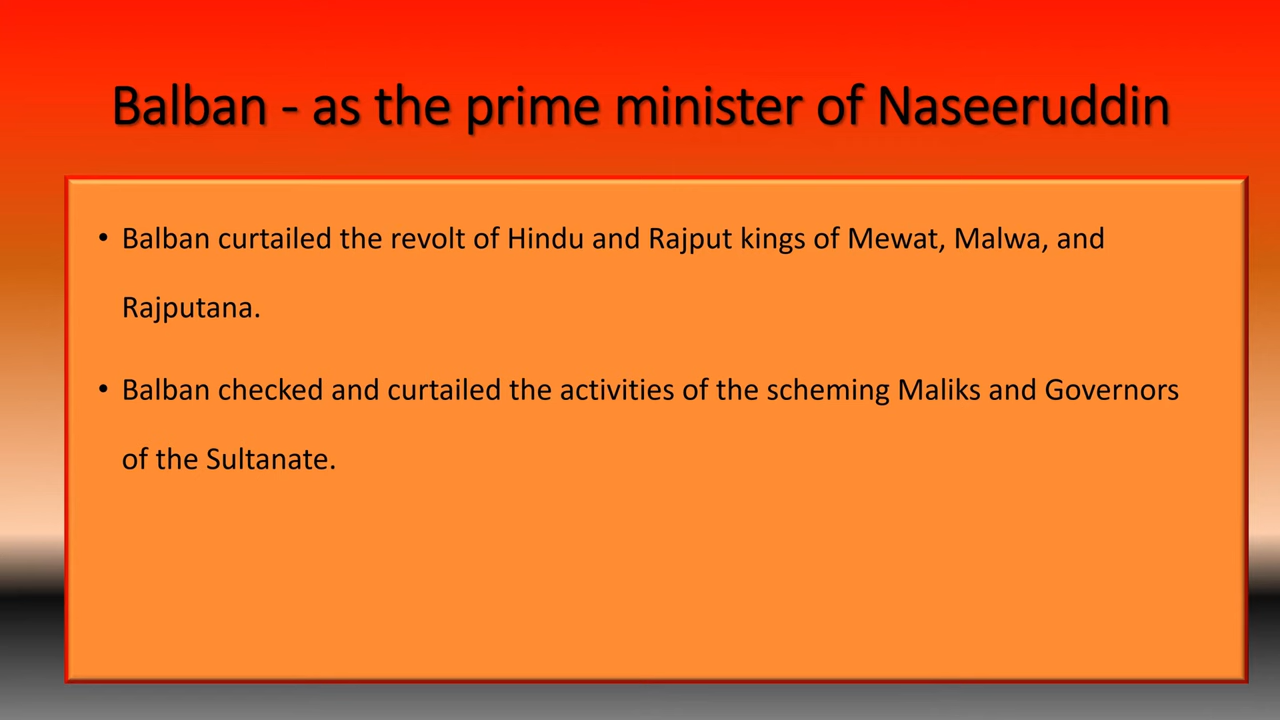 Balban - as the prime minister of Naseeruddin
• Balban curtailed the revolt of Hindu and Rajput kings of Mewat, Malwa, and
Rajputana.
• Balban checked and curtailed the activities of the scheming Maliks and Governors
of the Sultanate.